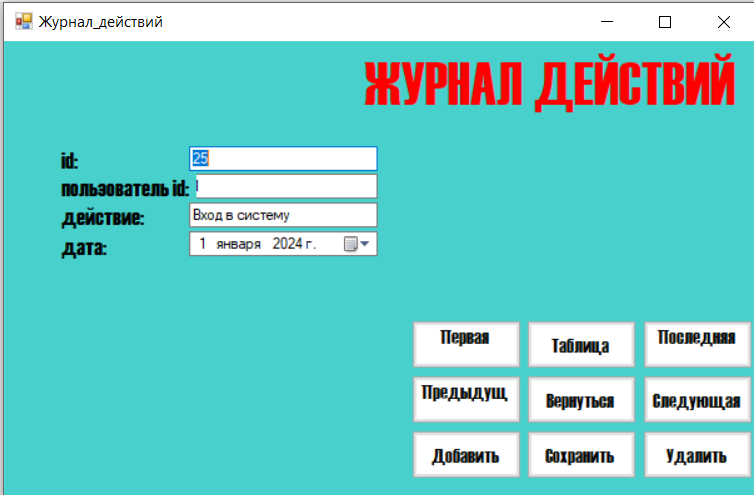 Журнал_действий
ЖУРНАЛ ДЕЙСТВИЙ
id: 25
пользователь id:
действие: Вход в систему
дата: 1 января 2024 г.
Первая Таблица Последняя
Предыдущ Вернуться Следующая
Добавить Сохранить Удалить